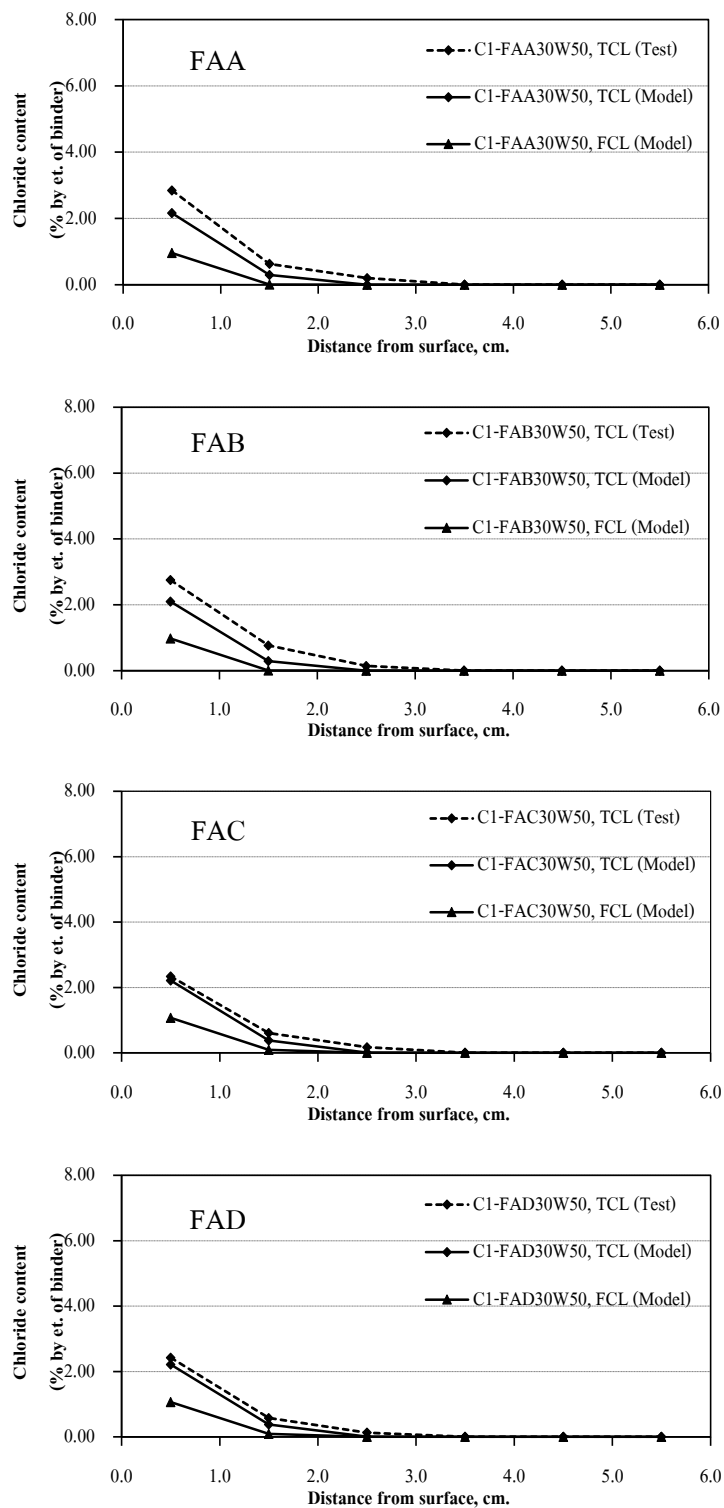 8.00
FAA
C1-FAA30W50, TCL (Test)
6.00
C1-FAA30W50, TCL (Model)
4.00
C1-FAA30W50, FCL (Model)
Chloride content
(% by et. of binder)
2.00
0.00
0.0 1.0 2.0 3.0 4.0 5.0 6.0
Distance from surface, cm.
8.00
FAB
C1-FAB30W50, TCL (Test)
6.00
C1-FAB30W50, TCL (Model)
4.00
C1-FAB30W50, FCL (Model)
Chloride content
(% by et. of binder)
2.00
0.00
0.0 1.0 2.0 3.0 4.0 5.0 6.0
Distance from surface, cm.
8.00
FAC
C1-FAC30W50, TCL (Test)
6.00
C1-FAC30W50, TCL (Model)
4.00
C1-FAC30W50, FCL (Model)
Chloride content
(% by et. of binder)
2.00
0.00
0.0 1.0 2.0 3.0 4.0 5.0 6.0
Distance from surface, cm.
8.00
FAD
C1-FAD30W50, TCL (Test)
6.00
C1-FAD30W50, TCL (Model)
4.00
C1-FAD30W50, FCL (Model)
Chloride content
(% by et. of binder)
2.00
0.00
0.0 1.0 2.0 3.0 4.0 5.0 6.0
Distance from surface, cm.